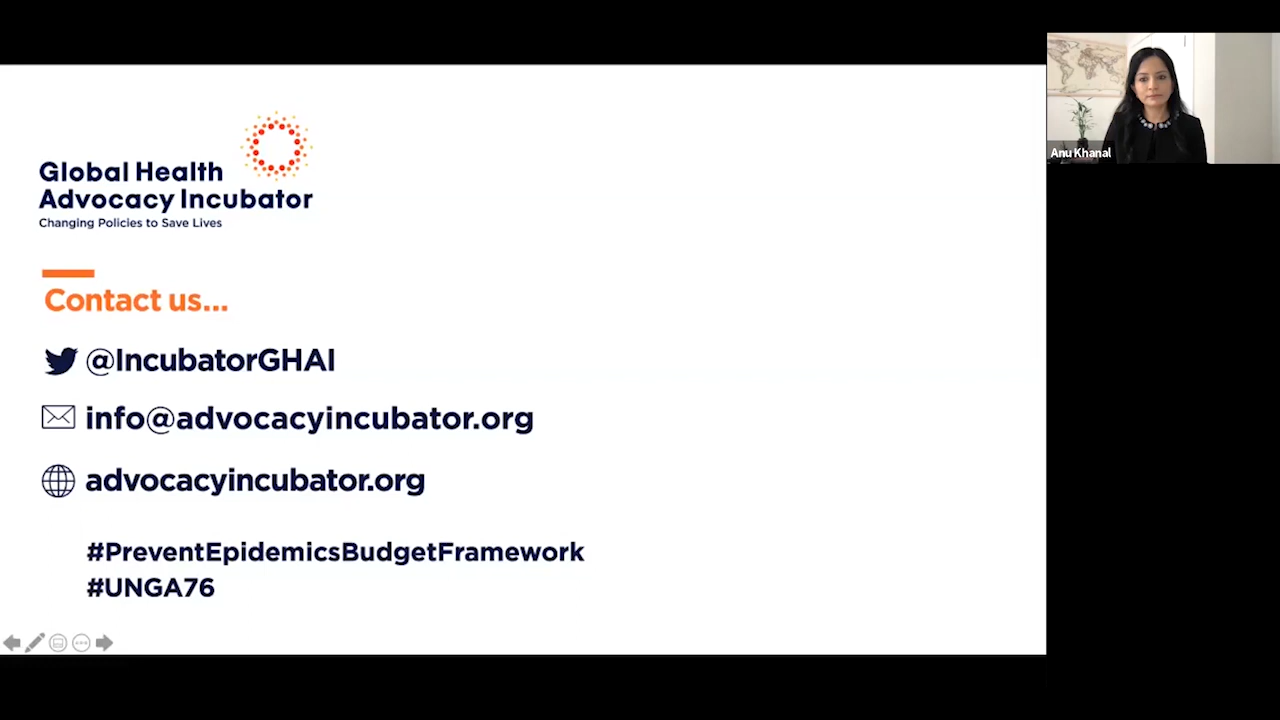 Global Health
Advocacy Incubator
Changing Policies to Save Lives
Contact us...
@IncubatorGHAI
info@advocacyincubator.org
advocacyincubator.org
#PreventEpidemicsBudgetFramework
#UNGA76
Anu Khanal